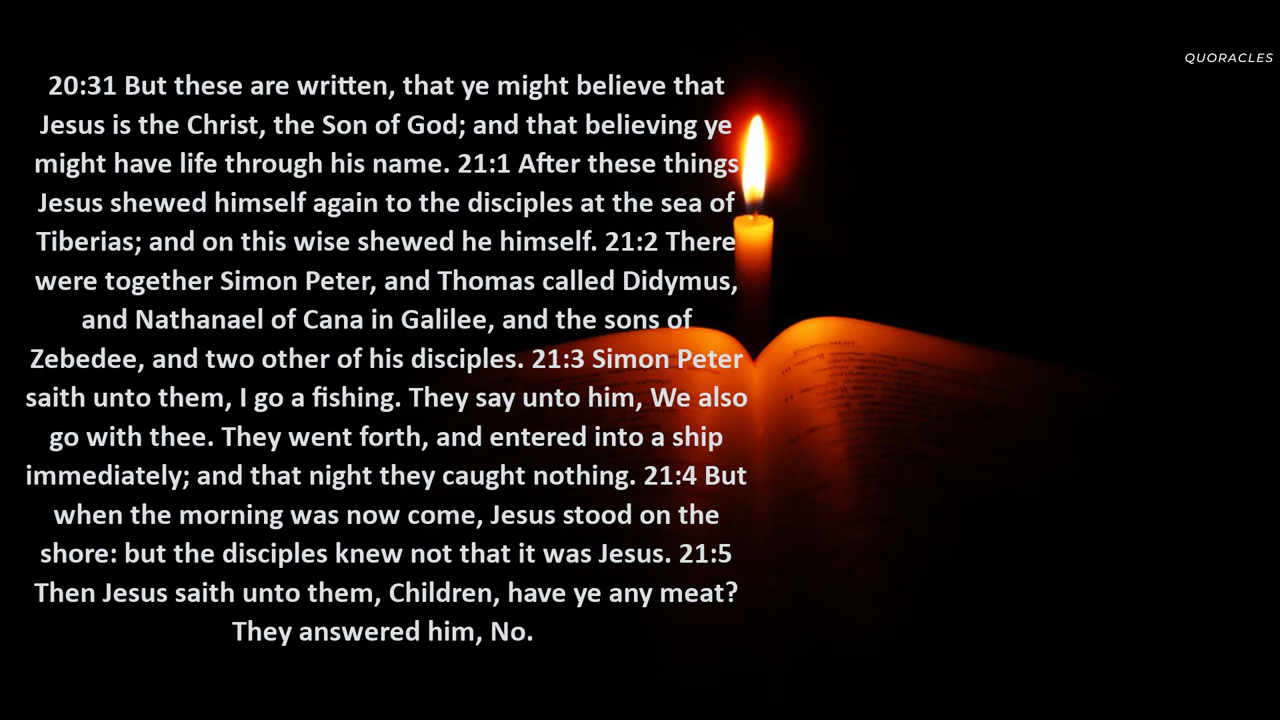 QUORACLES
20:31 But these are written, that ye might believe that
Jesus is the Christ, the Son of God; and that believing ye
might have life through his name. 21:1 After these things
Jesus shewed himself again to the disciples at the sea of
Tiberias; and on this wise shewed he himself. 21:2 There
were together Simon Peter, and Thomas called Didymus,
and Nathanael of Cana in Galilee, and the sons of
Zebedee, and two other of his disciples. 21:3 Simon Peter
saith unto them, I go a fishing. They say unto him, We also
go with thee. They went forth, and entered into a ship
immediately; and that night they caught nothing. 21:4 But
when the morning was now come, Jesus stood on the
shore: but the disciples knew not that it was Jesus. 21:5
Then Jesus saith unto them, Children, have ye any meat?
They answered him, No.